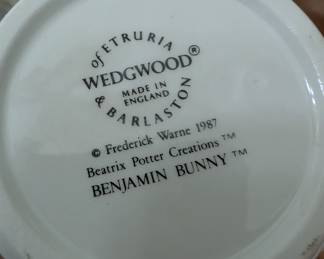 of ETRURIA
WEDGWOOD®
MADE IN
ENGLAND
& BARLASTON
© Frederick Warne 1987
Beatrix Potter Creations™
BENJAMIN BUNNY™